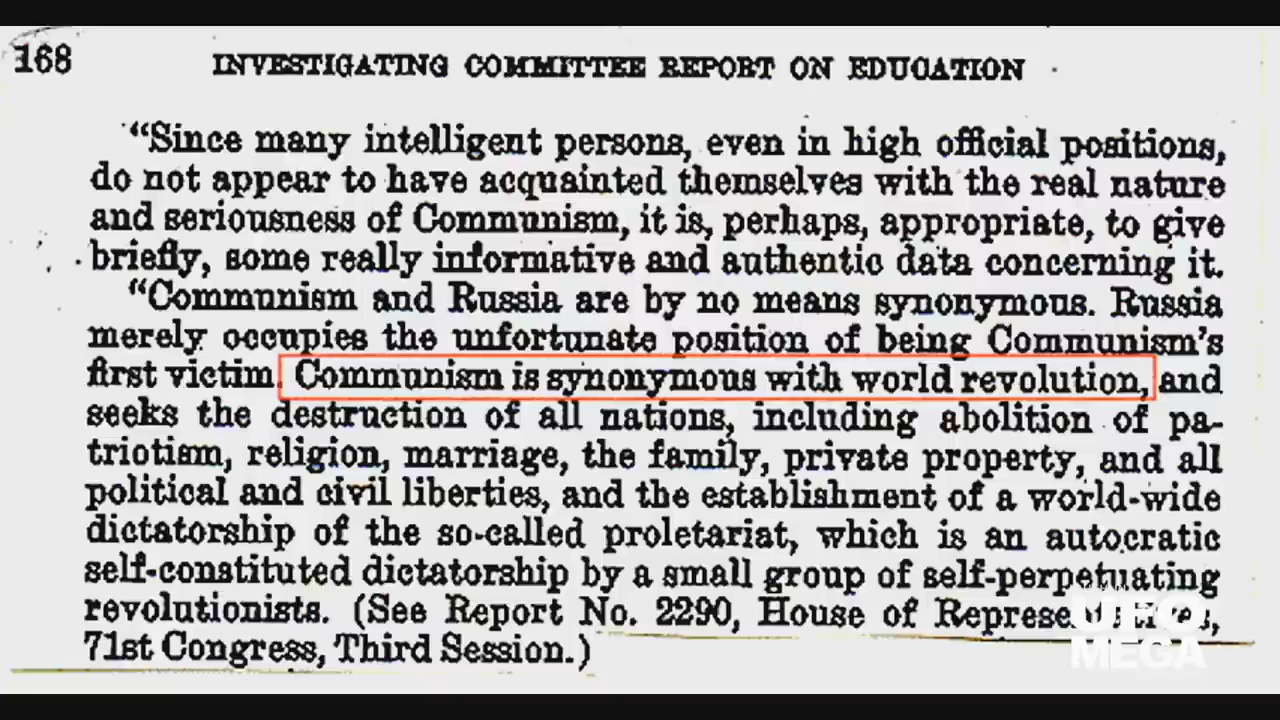 168 INVESTIGATING COMMITTEE REPORT ON EDUCATION
“Since many intelligent persons, even in high official positions,
do not appear to have acquainted themselves with the real nature
and seriousness of Communism, it is, perhaps, appropriate, to give
briefly, some really informative and authentic data concerning it.
“Communism and Russia are by no means synonymous. Russia
merely occupies the unfortunate position of being Communism's
first victim. Communism is synonymous with world revolution, and
seeks the destruction of all nations, including abolition of pa-
triotism, religion, marriage, the family, private property, and all
political and civil liberties, and the establishment of a world-wide
dictatorship of the so-called proletariat, which is an autocratic
self-constituted dictatorship by a small group of self-perpetuating
revolutionists. (See Report No. 2290, House of Representatives,
71st Congress, Third Session.)
UFO
MEGA